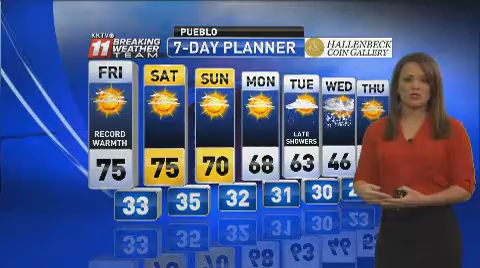 PUEBLO
KKTV
11 BREAKING
WEATHER
TEAM
7-DAY PLANNER
HALLENBECK
COIN GALLERY
FRI SAT SUN MON TUE WED THU
RECORD
WARMTH
LATE
SHOWERS
75 75 70 68 63 46
33 35 32 31 30